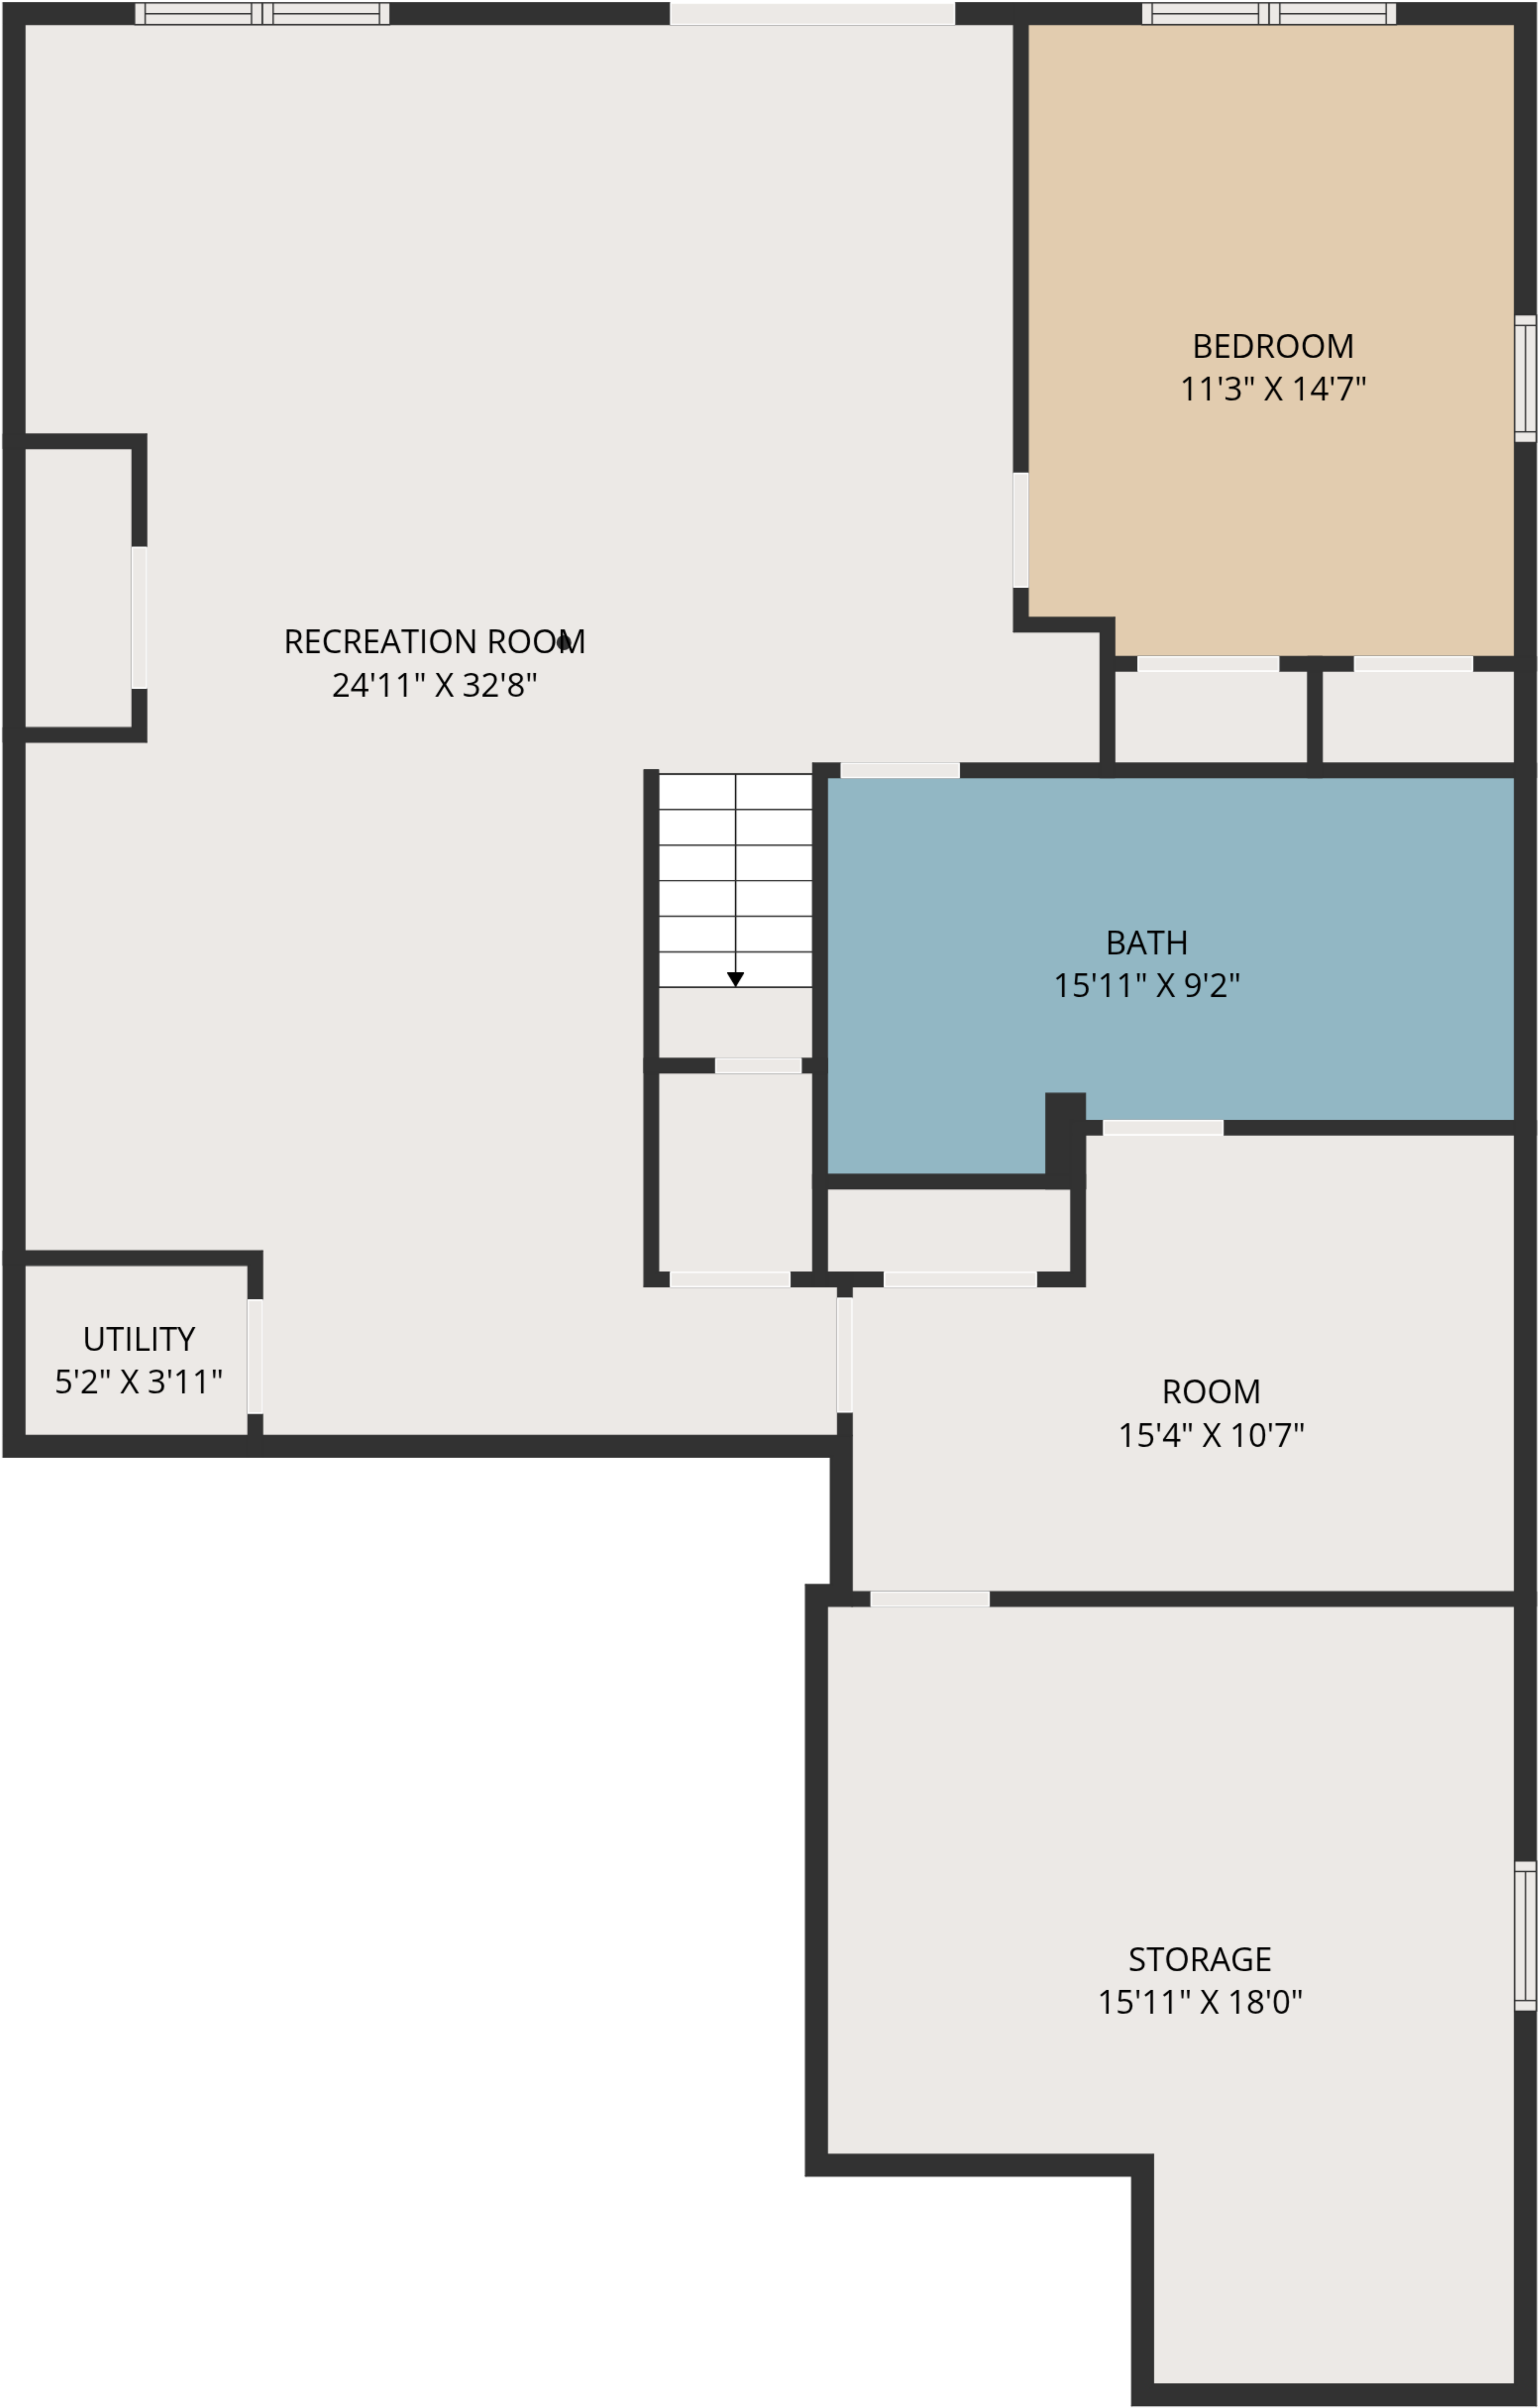 BEDROOM
11'3" X 14'7"
RECREATION ROOM
24'11" X 32'8"
BATH
15'11" X 9'2"
UTILITY
5'2" X 3'11"
ROOM
15'4" X 10'7"
STORAGE
15'11" X 18'0"